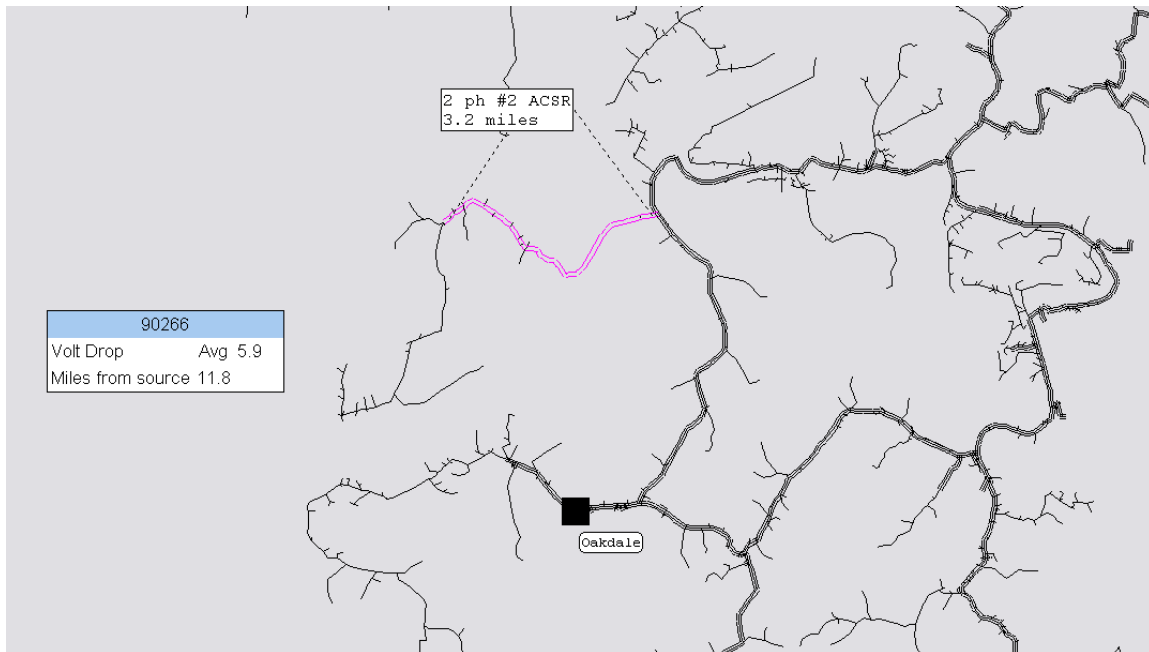 2 ph #2 ACSR
3.2 miles
90266
Volt Drop Avg 5.9
Miles from source 11.8
Oakdale